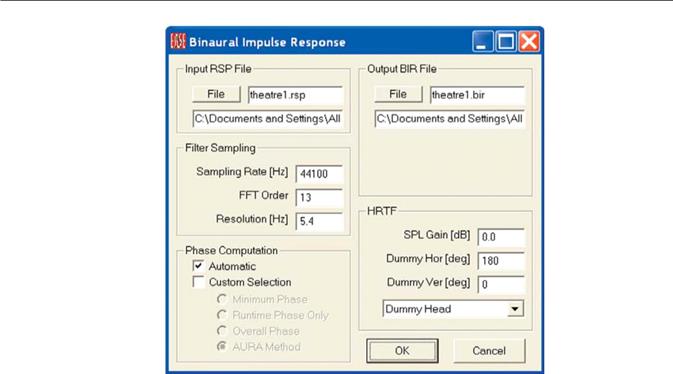 EASE Binaural Impulse Response
Input RSP File
File theatre1.rsp
C:\Documents and Settings\All
Filter Sampling
Sampling Rate [Hz] 44100
FFT Order 13
Resolution [Hz] 5.4
Phase Computation
Automatic
Custom Selection
Minimum Phase
Runtime Phase Only
Overall Phase
AURA Method
Output BIR File
File theatre1.bir
C:\Documents and Settings\All
HRTF
SPL Gain [dB] 0.0
Dummy Hor [deg] 180
Dummy Ver [deg] 0
Dummy Head
OK Cancel